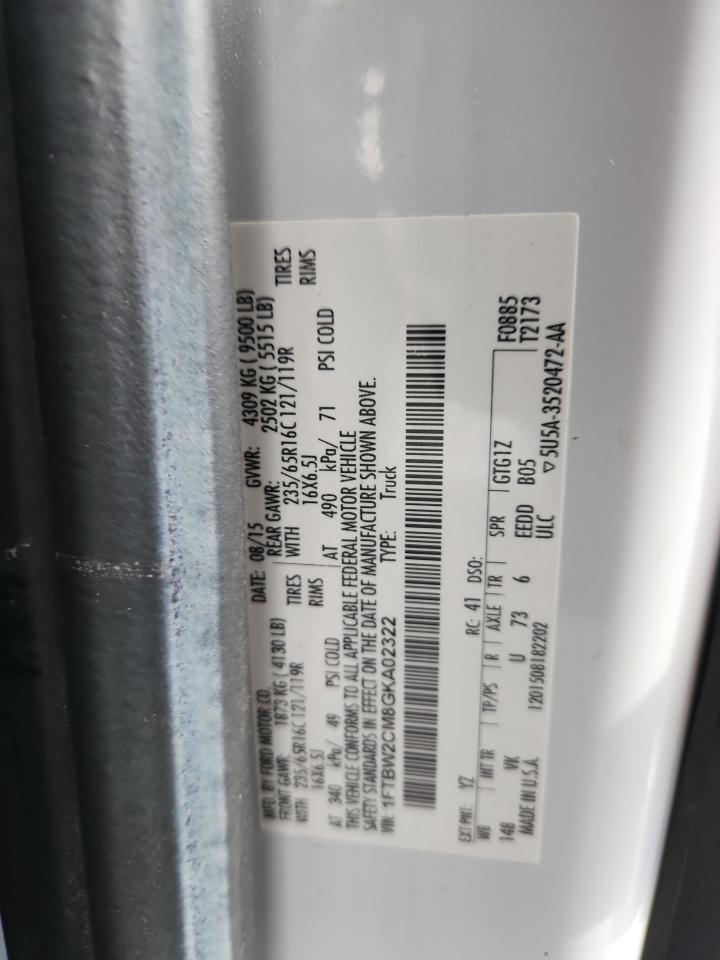 MFD. BY FORD MOTOR CO. DATE: 08/15 GVWR: 4309 KG ( 9500 LB)
FRONT GAWR: 1873 KG ( 4130 LB) REAR GAWR: 2502 KG ( 5515 LB)
WITH 235/65R16C 121/119R TIRES WITH 235/65R16C 121/119R TIRES
16X6.5J RIMS 16X6.5J RIMS
AT 340 kPa/ 49 PSI COLD AT 490 kPa/ 71 PSI COLD
THIS VEHICLE CONFORMS TO ALL APPLICABLE FEDERAL MOTOR VEHICLE
SAFETY STANDARDS IN EFFECT ON THE DATE OF MANUFACTURE SHOWN ABOVE.
VIN: 1FTBW2CM8GKA02322 TYPE: Truck
EXT PNT: YZ RC: 41 DSO:
WB INT TR TP/PS R AXLE TR SPR GTG1Z F0885
148 VK U 73 6 EEDD B05 T2173
MADE IN U.S.A. 1201508182202 ULC ▽5U5A-3520472-AA